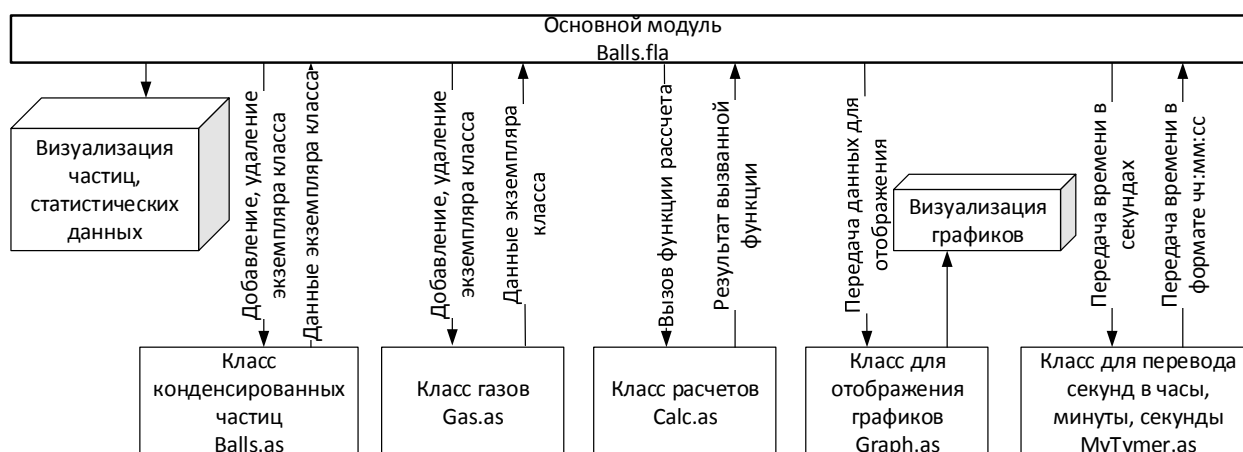 Основной модуль
Balls.fla
Визуализация
частиц,
статистических
данных
Добавление, удаление
экземпляра класса
Данные экземпляра класса
Добавление, удаление
экземпляра класса
Данные экземпляра
класса
Вызов функции рассчета
Результат вызванной
функции
Передача данных для
отображения
Визуализация
графиков
Передача времени в
секундах
Передача времени в
формате чч:мм:сс
Класс
конденсированных
частиц
Balls.as
Класс газов
Gas.as
Класс расчетов
Calc.as
Класс для
отображения
графиков
Graph.as
Класс для перевода
секунд в часы,
минуты, секунды
MyTymer.as